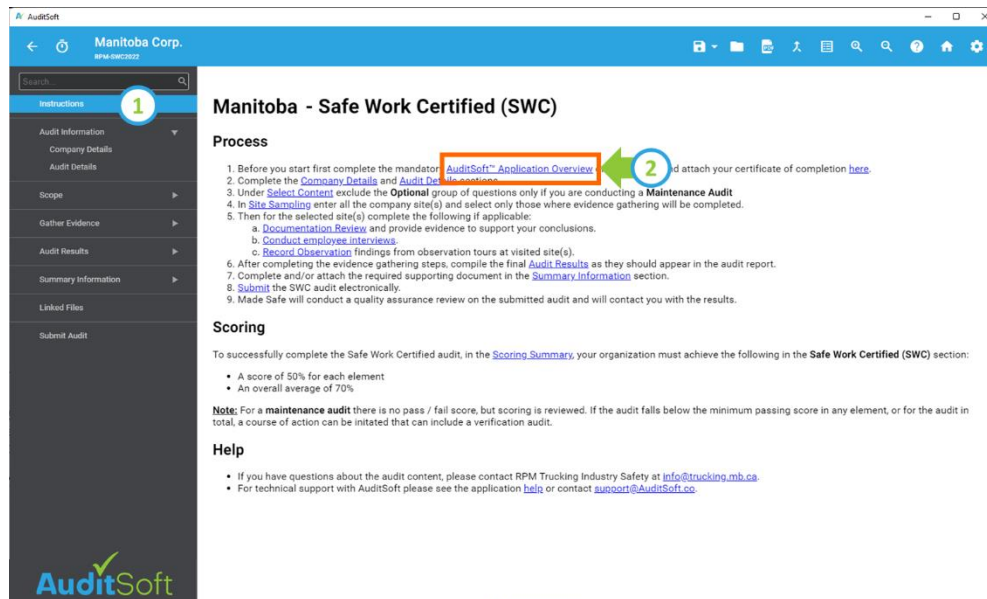 AuditSoft
Manitoba Corp.
RPM-SWC2022
Search...
Instructions
1
Audit Information
Company Details
Audit Details
Scope
Gather Evidence
Audit Results
Summary Information
Linked Files
Submit Audit
AuditSoft
Manitoba - Safe Work Certified (SWC)
Process
1. Before you start first complete the mandator AuditSoft™ Application Overview 2 d attach your certificate of completion here.
2. Complete the Company Details and Audit Details sections.
3. Under Select Content exclude the Optional group of questions only if you are conducting a Maintenance Audit
4. In Site Sampling enter all the company site(s) and select only those where evidence gathering will be completed.
5. Then for the selected site(s) complete the following if applicable:
a. Documentation Review and provide evidence to support your conclusions.
b. Conduct employee interviews.
c. Record Observation findings from observation tours at visited site(s).
6. After completing the evidence gathering steps, compile the final Audit Results as they should appear in the audit report.
7. Complete and/or attach the required supporting document in the Summary Information section.
8. Submit the SWC audit electronically.
9. Made Safe will conduct a quality assurance review on the submitted audit and will contact you with the results.
Scoring
To successfully complete the Safe Work Certified audit, in the Scoring Summary, your organization must achieve the following in the Safe Work Certified (SWC) section:
• A score of 50% for each element
• An overall average of 70%
Note: For a maintenance audit there is no pass / fail score, but scoring is reviewed. If the audit falls below the minimum passing score in any element, or for the audit in
total, a course of action can be initated that can include a verification audit.
Help
• If you have questions about the audit content, please contact RPM Trucking Industry Safety at info@trucking.mb.ca.
• For technical support with AuditSoft please see the application help or contact support@AuditSoft.co.